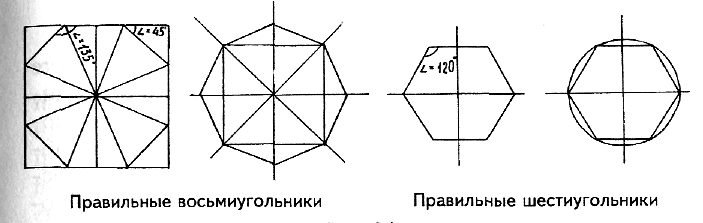 ∠=135°
∠=45
∠=120°
Правильные восьмиугольники
Правильные шестиугольники